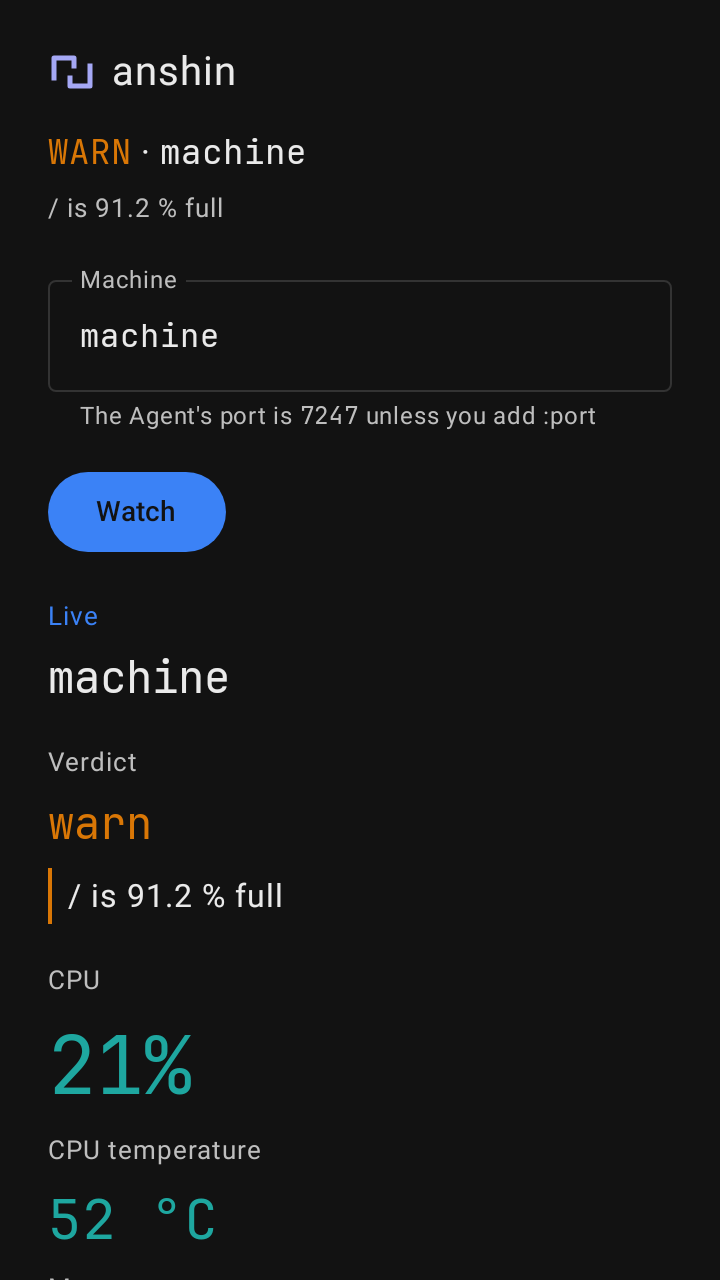 anshin
WARN · machine
/ is 91.2 % full
Machine
machine
The Agent's port is 7247 unless you add :port
Watch
Live
machine
Verdict
warn
/ is 91.2 % full
CPU
21%
CPU temperature
52 °C